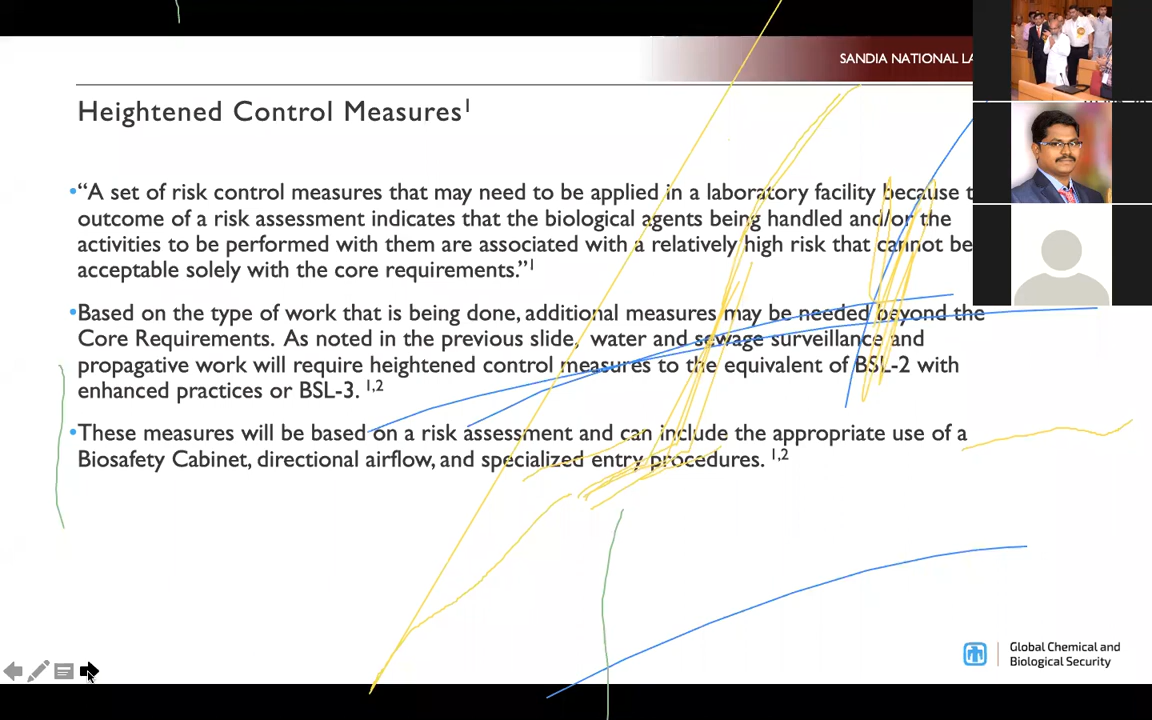 SANDIA NATIONAL LA
Heightened Control Measures¹
•“A set of risk control measures that may need to be applied in a laboratory facility because t
outcome of a risk assessment indicates that the biological agents being handled and/or the
activities to be performed with them are associated with a relatively high risk that cannot be
acceptable solely with the core requirements.”¹
•Based on the type of work that is being done, additional measures may be needed beyond the
Core Requirements. As noted in the previous slide, water and sewage surveillance and
propagative work will require heightened control measures to the equivalent of BSL-2 with
enhanced practices or BSL-3. ¹,²
•These measures will be based on a risk assessment and can include the appropriate use of a
Biosafety Cabinet, directional airflow, and specialized entry procedures. ¹,²
Global Chemical and
Biological Security